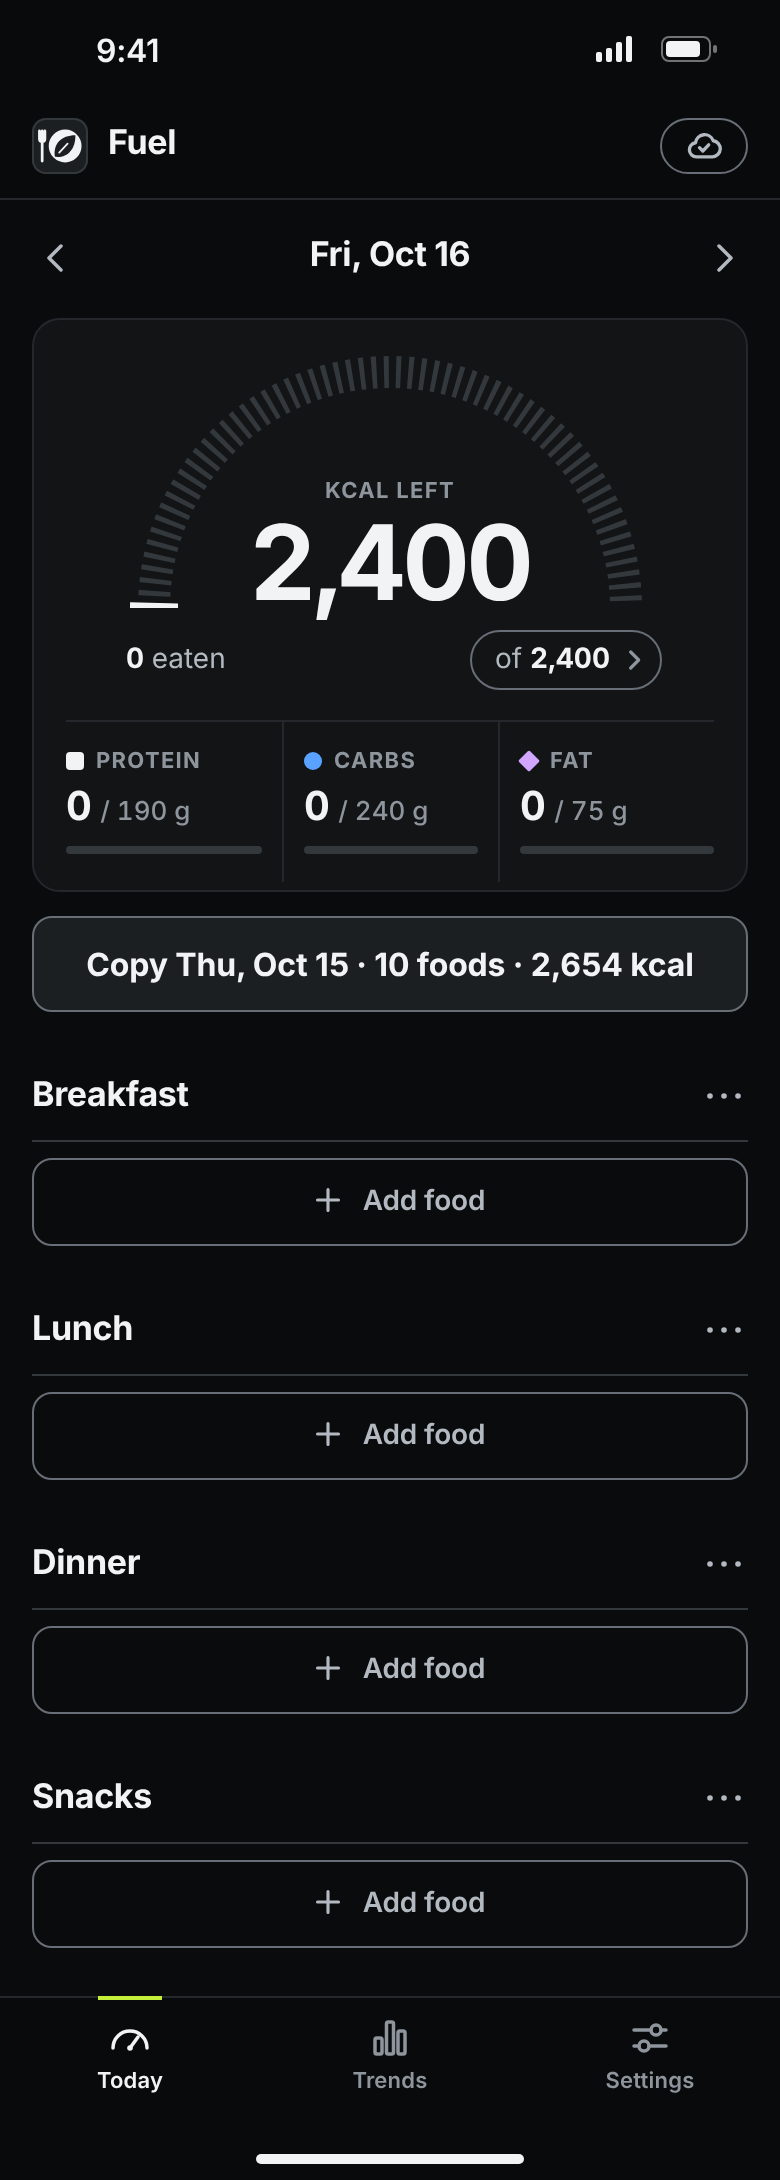 9:41
Fuel
Fri, Oct 16
KCAL LEFT
2,400
0 eaten
of 2,400
PROTEIN
0 / 190 g
CARBS
0 / 240 g
FAT
0 / 75 g
Copy Thu, Oct 15 · 10 foods · 2,654 kcal
Breakfast
Add food
Lunch
Add food
Dinner
Add food
Snacks
Add food
Today
Trends
Settings